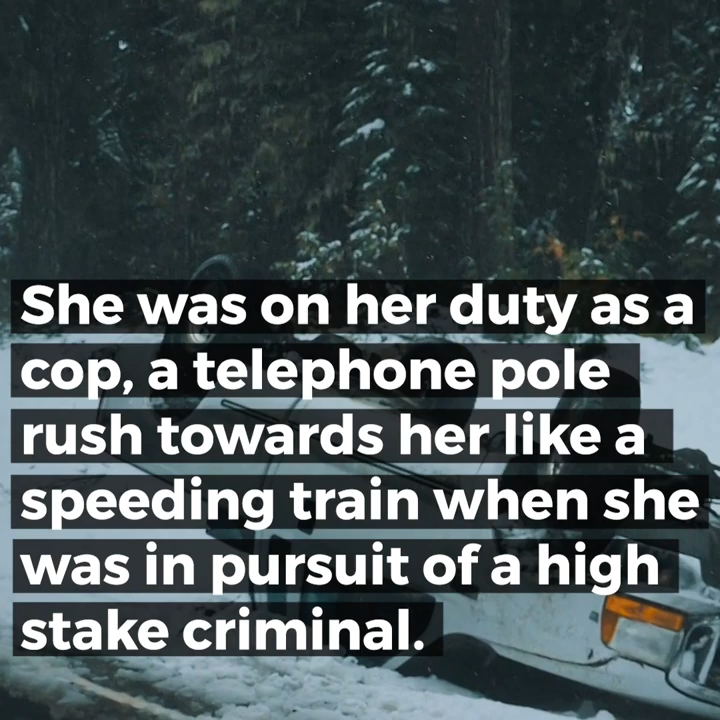 She was on her duty as a
cop, a telephone pole
rush towards her like a
speeding train when she
was in pursuit of a high
stake criminal.